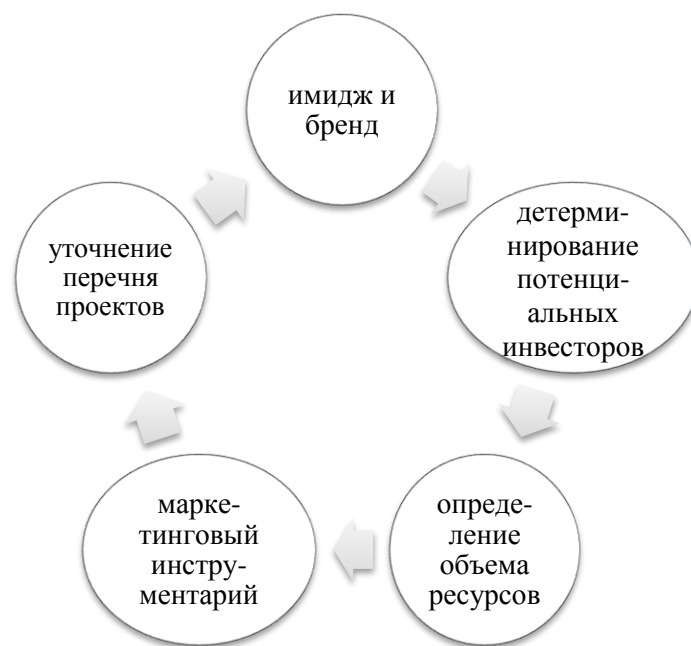 имидж и
бренд
детерми-
нирование
потенци-
альных
инвесторов
опреде-
ление
объема
ресурсов
марке-
тинговый
инстру-
ментарий
уточнение
перечня
проектов